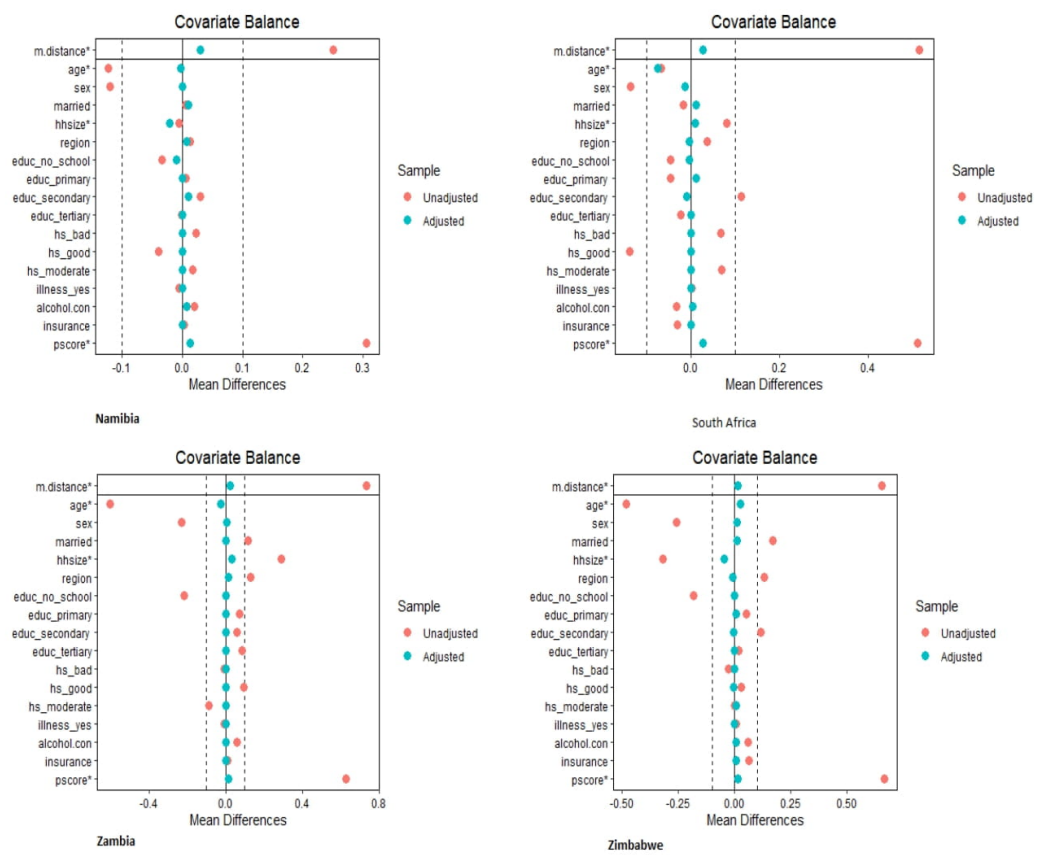 Covariate Balance
m.distance*
age*
sex
married
hhsize*
region
educ_no_school
educ_primary
educ_secondary
educ_tertiary
hs_bad
hs_good
hs_moderate
illness_yes
alcohol.con
insurance
pscore*
-0.1 0.0 0.1 0.2 0.3
Mean Differences
Sample
Unadjusted
Adjusted
Namibia
Covariate Balance
m.distance*
age*
sex
married
hhsize*
region
educ_no_school
educ_primary
educ_secondary
educ_tertiary
hs_bad
hs_good
hs_moderate
illness_yes
alcohol.con
insurance
pscore*
0.0 0.2 0.4
Mean Differences
Sample
Unadjusted
Adjusted
South Africa
Covariate Balance
m.distance*
age*
sex
married
hhsize*
region
educ_no_school
educ_primary
educ_secondary
educ_tertiary
hs_bad
hs_good
hs_moderate
illness_yes
alcohol.con
insurance
pscore*
-0.4 0.0 0.4 0.8
Mean Differences
Sample
Unadjusted
Adjusted
Zambia
Covariate Balance
m.distance*
age*
sex
married
hhsize*
region
educ_no_school
educ_primary
educ_secondary
educ_tertiary
hs_bad
hs_good
hs_moderate
illness_yes
alcohol.con
insurance
pscore*
-0.50 -0.25 0.00 0.25 0.50
Mean Differences
Sample
Unadjusted
Adjusted
Zimbabwe